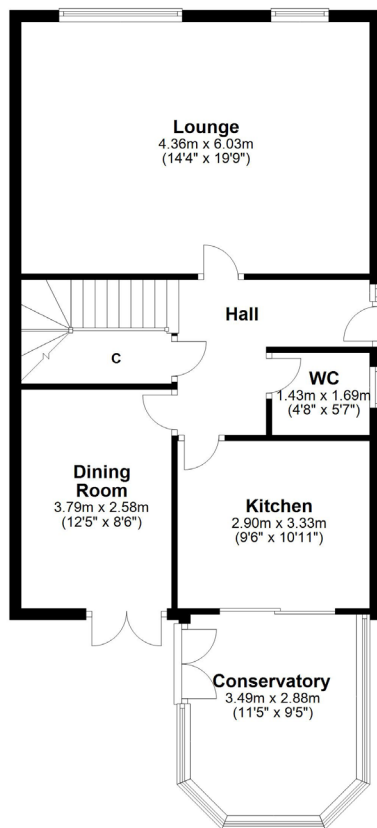 Lounge
4.36m x 6.03m
(14'4" x 19'9")
Hall
C
WC
1.43m x 1.69m
(4'8" x 5'7")
Dining
Room
3.79m x 2.58m
(12'5" x 8'6")
Kitchen
2.90m x 3.33m
(9'6" x 10'11")
Conservatory
3.49m x 2.88m
(11'5" x 9'5")